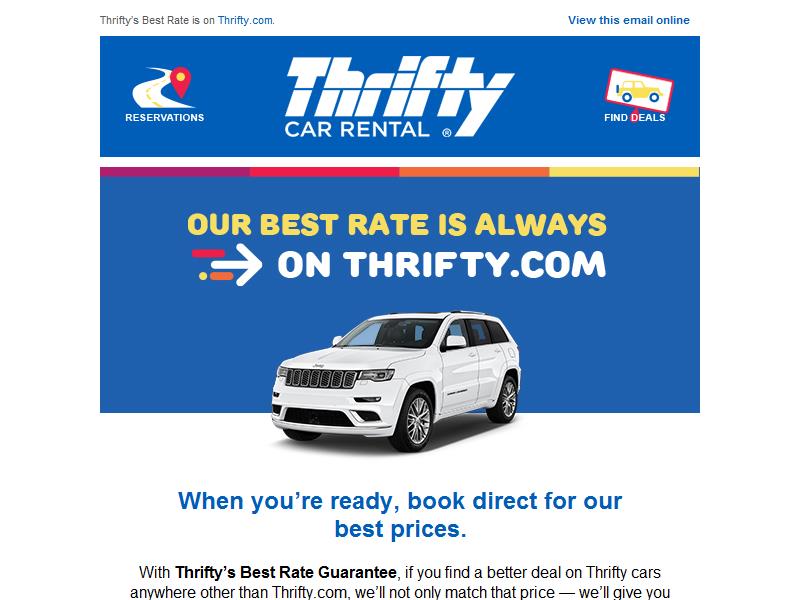 Thrifty's Best Rate is on Thrifty.com.
View this email online
RESERVATIONS
Thrifty
CAR RENTAL ®
FIND DEALS
OUR BEST RATE IS ALWAYS
ON THRIFTY.COM
Jeep
When you’re ready, book direct for our
best prices.
With Thrifty’s Best Rate Guarantee, if you find a better deal on Thrifty cars
anywhere other than Thrifty.com, we’ll not only match that price — we’ll give you